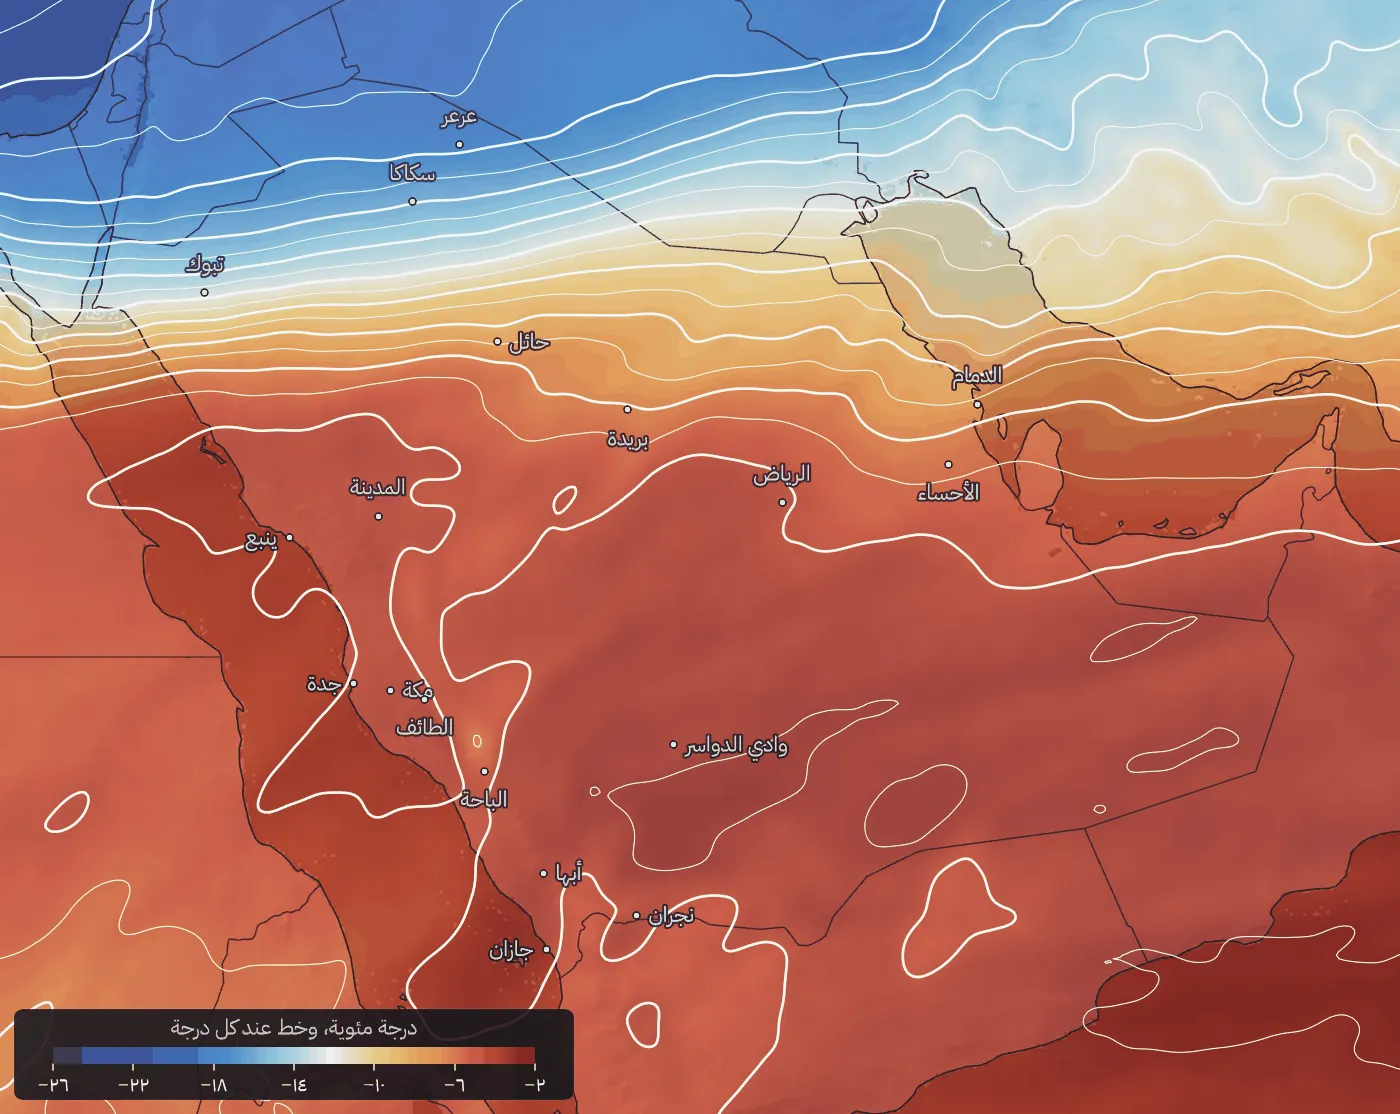 عرعر
سكاكا
تبوك
حائل
الدمام
بريدة
الرياض
الأحساء
المدينة
ينبع
جدة
مكة
الطائف
وادي الدواسر
الباحة
أبها
نجران
جازان
درجة مئوية، وخط عند كل درجة
−٢٦ −٢٢ −١٨ −١٤ −١٠ −٦ −٢